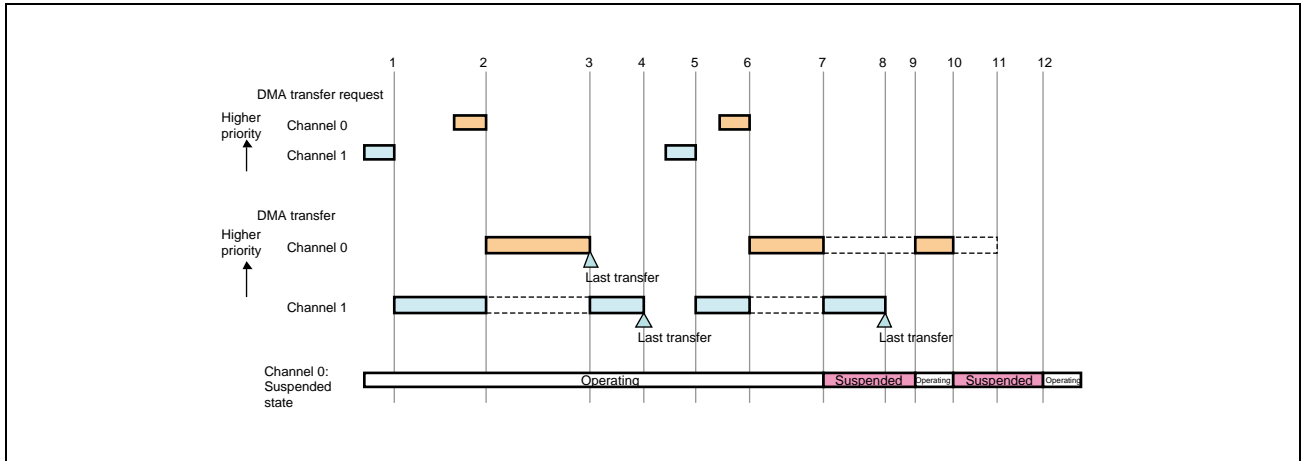 1 2 3 4 5 6 7 8 9 10 11 12
DMA transfer request
Higher
priority
Channel 0
Channel 1
DMA transfer
Higher
priority
Channel 0
Last transfer
Channel 1
Last transfer
Last transfer
Channel 0:
Suspended
state
Operating
Suspended
Operating
Suspended
Operating